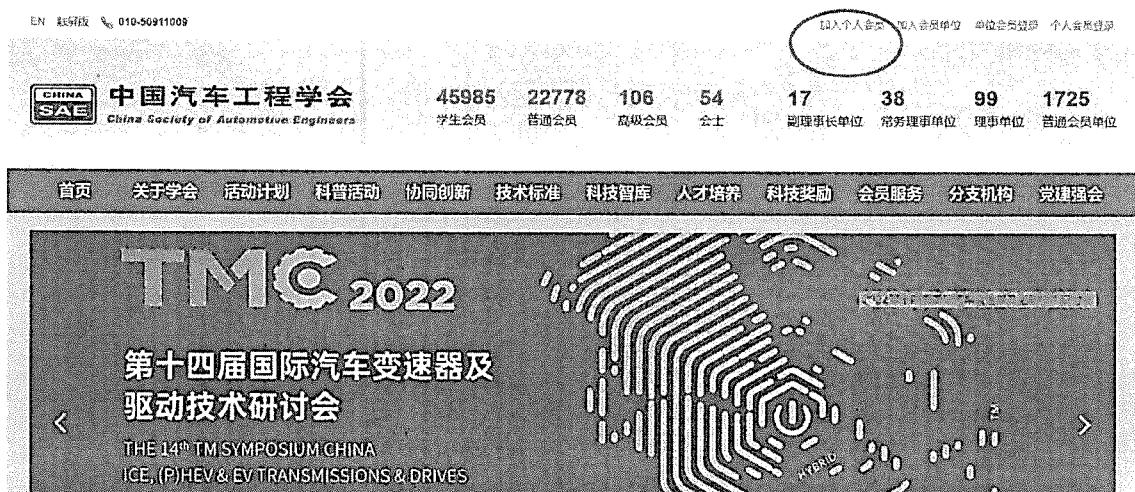 EN 触屏版 010-50911009
加入个人会员 加入会员单位 单位会员登录 个人会员登录
CHINA SAE 中国汽车工程学会
China Society of Automotive Engineers
45985 22778 106 54 17 38 99 1725
学生会员 普通会员 高级会员 会士 副理事长单位 常务理事单位 理事单位 普通会员单位
首页 关于学会 活动计划 科普活动 协同创新 技术标准 科技智库 人才培养 科技奖励 会员服务 分支机构 党建强会
TMC 2022
第十四届国际汽车变速器及
驱动技术研讨会
THE 14th TM SYMPOSIUM CHINA
ICE, (P)HEV & EV TRANSMISSIONS & DRIVES
HYBRID